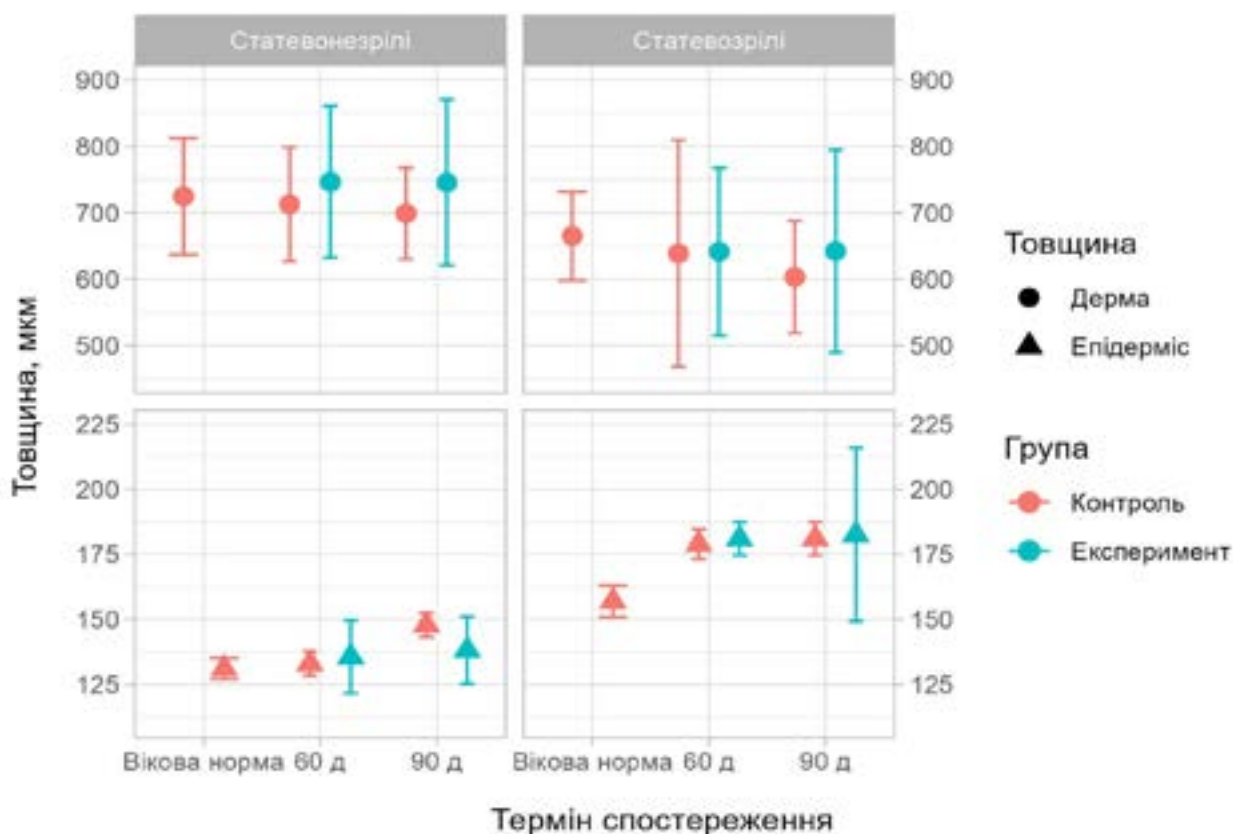 Статевонезрілі
Статевозрілі
900
800
700
600
500
900
800
700
600
500
225
200
175
150
125
225
200
175
150
125
Товщина, мкм
Вікова норма 60 д 90 д
Вікова норма 60 д 90 д
Термін спостереження
Товщина
Дерма
Епідерміс
Група
Контроль
Експеримент